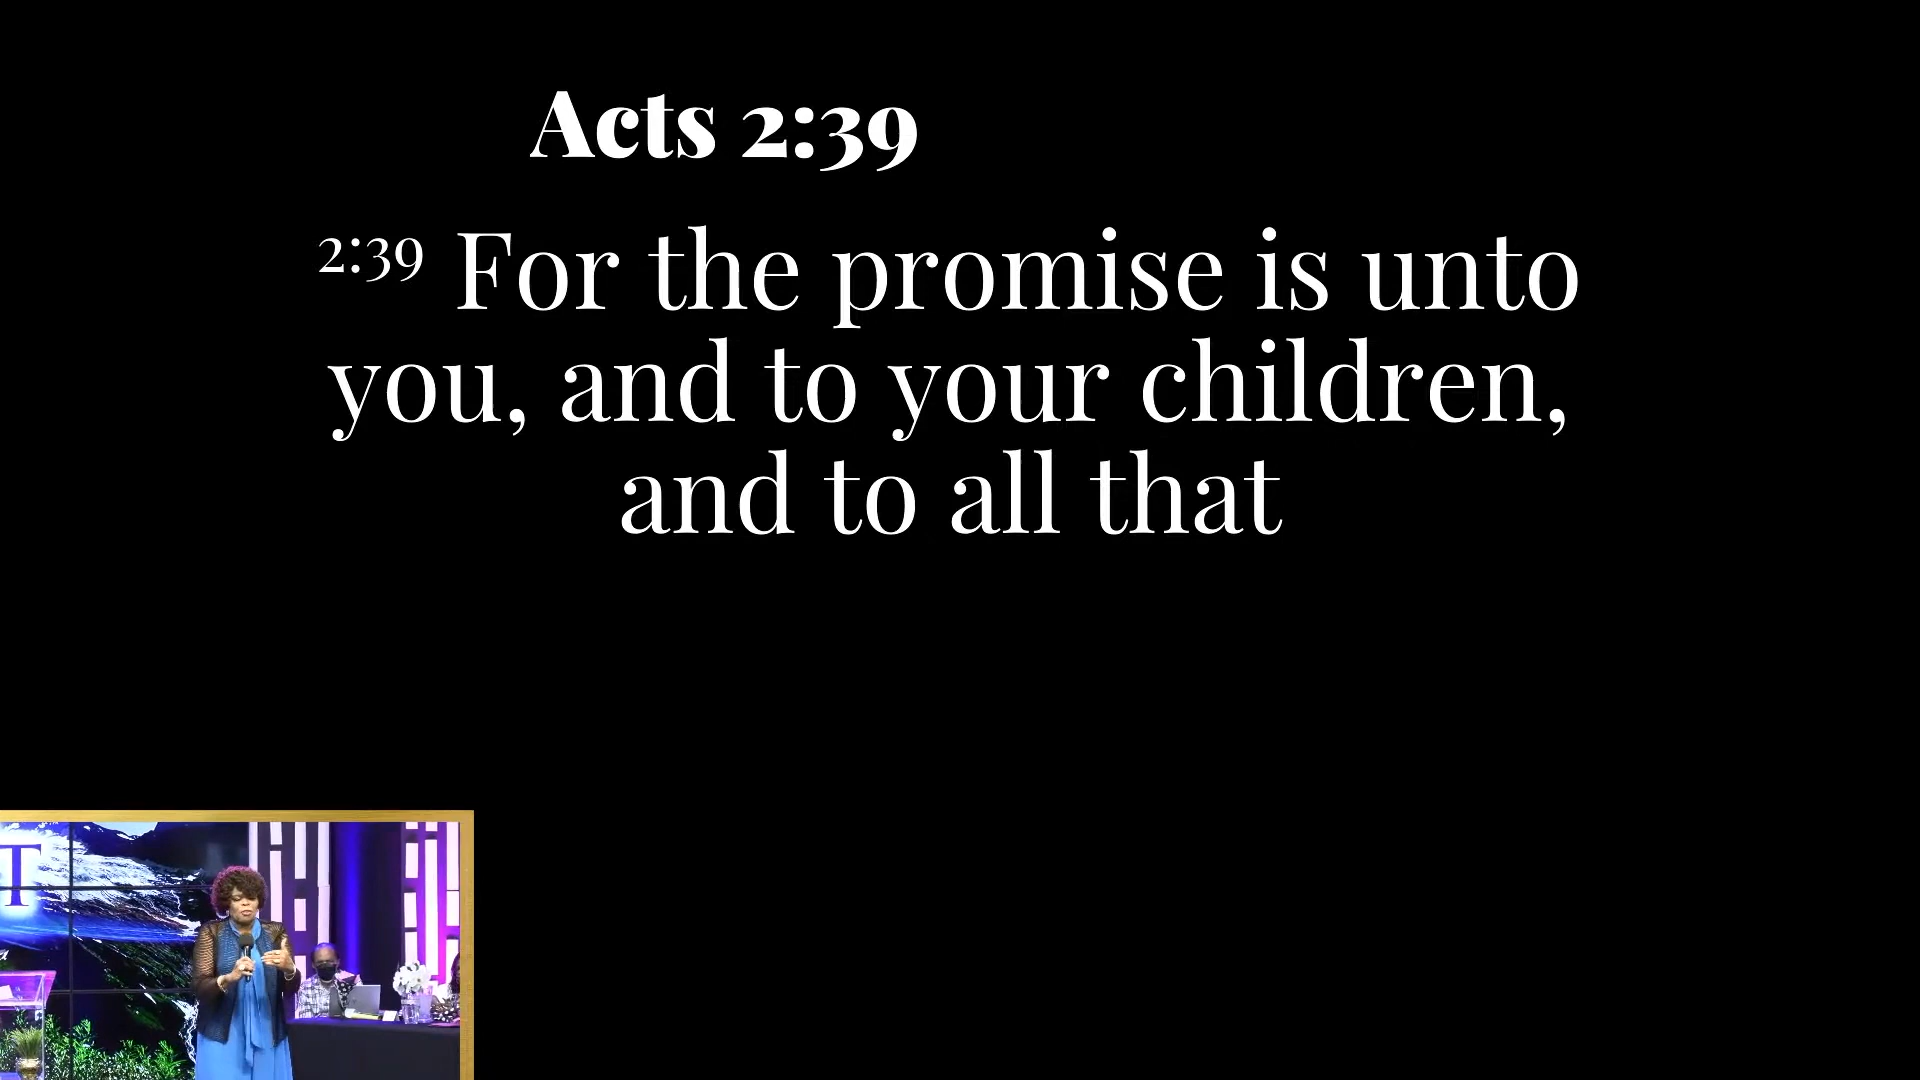 Acts 2:39
2:39 For the promise is unto
you, and to your children,
and to all that
T